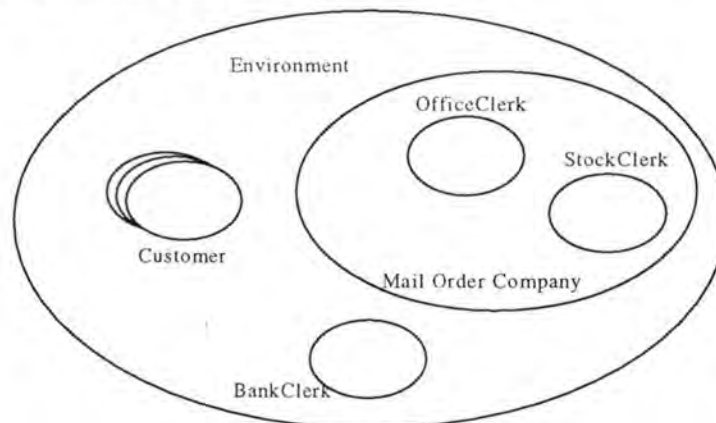 Environment
OfficeClerk
StockClerk
Customer
Mail Order Company
BankClerk